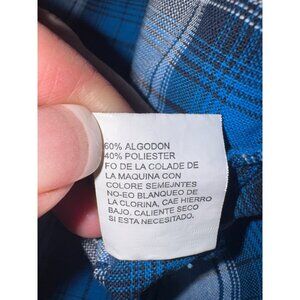 60% ALGODON
40% POLIESTER
FO DE LA COLADE DE
LA MAQUINA CON
COLORE SEMEJNTES
NO-EO BLANQUEO DE
LA CLORINA, CAE HIERRO
BAJO. CALIENTE SECO
SI ESTA NECESITADO.